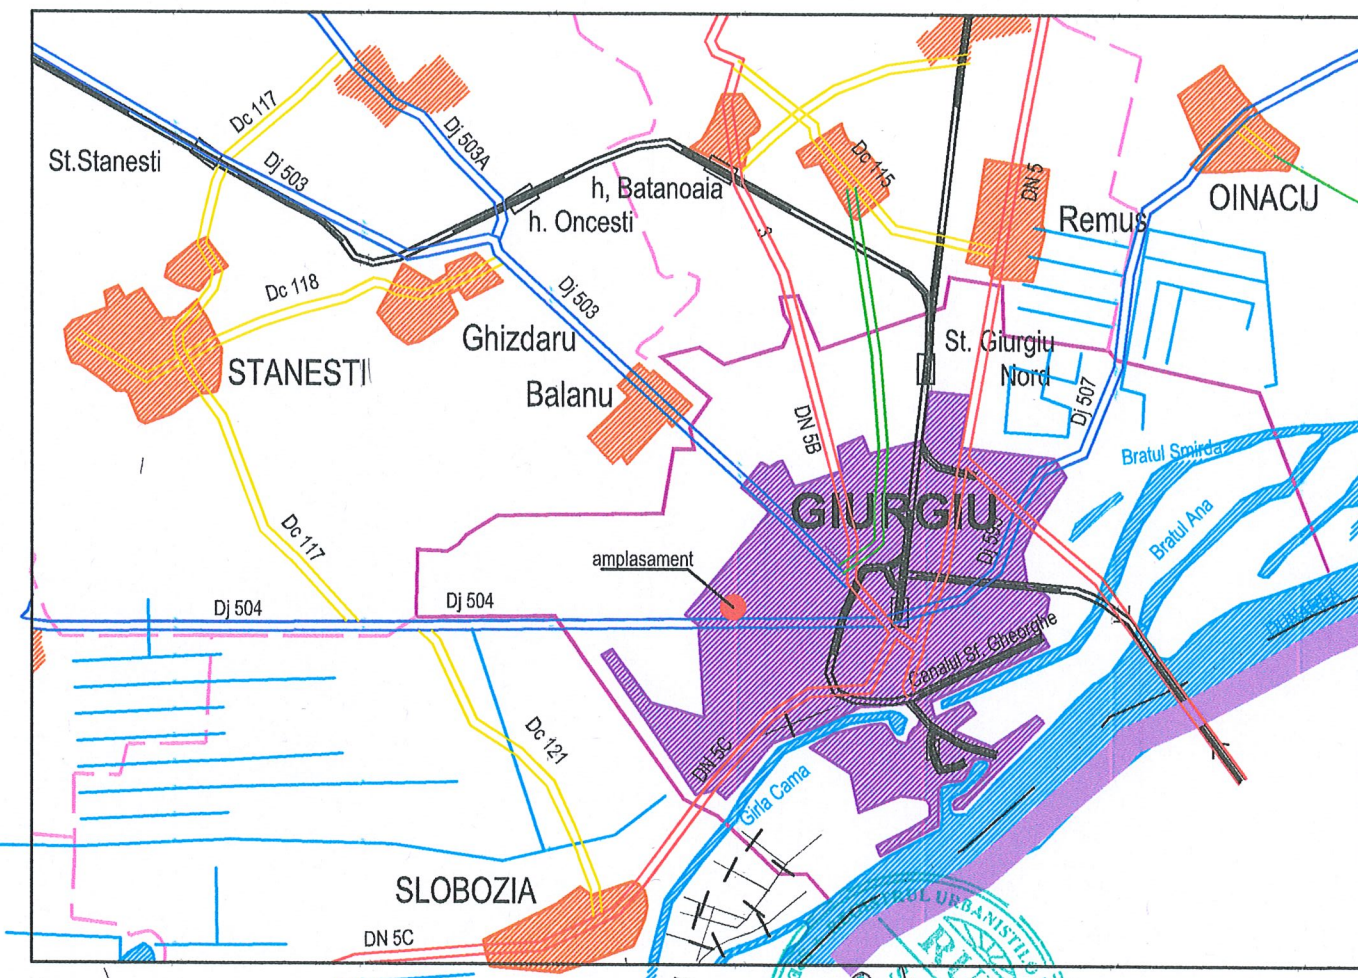 Dc 117
Dj 503A
St.Stanesti
Dj 503
Dc 115
DN 5
h, Batanoaia
OINACU
h. Oncesti
Remus
Dc 118
Dj 503
Ghizdaru
St. Giurgiu
Nord
STANESTI
Balanu
Dj 507
DN 5B
Bratul Smirda
GIURGIU
Bratul Ana
Dc 117
amplasament
Dj 504
Dj 504
Canalul Sf. Gheorghe
Dc 121
DN 5C
Girla Cama
SLOBOZIA
DN 5C